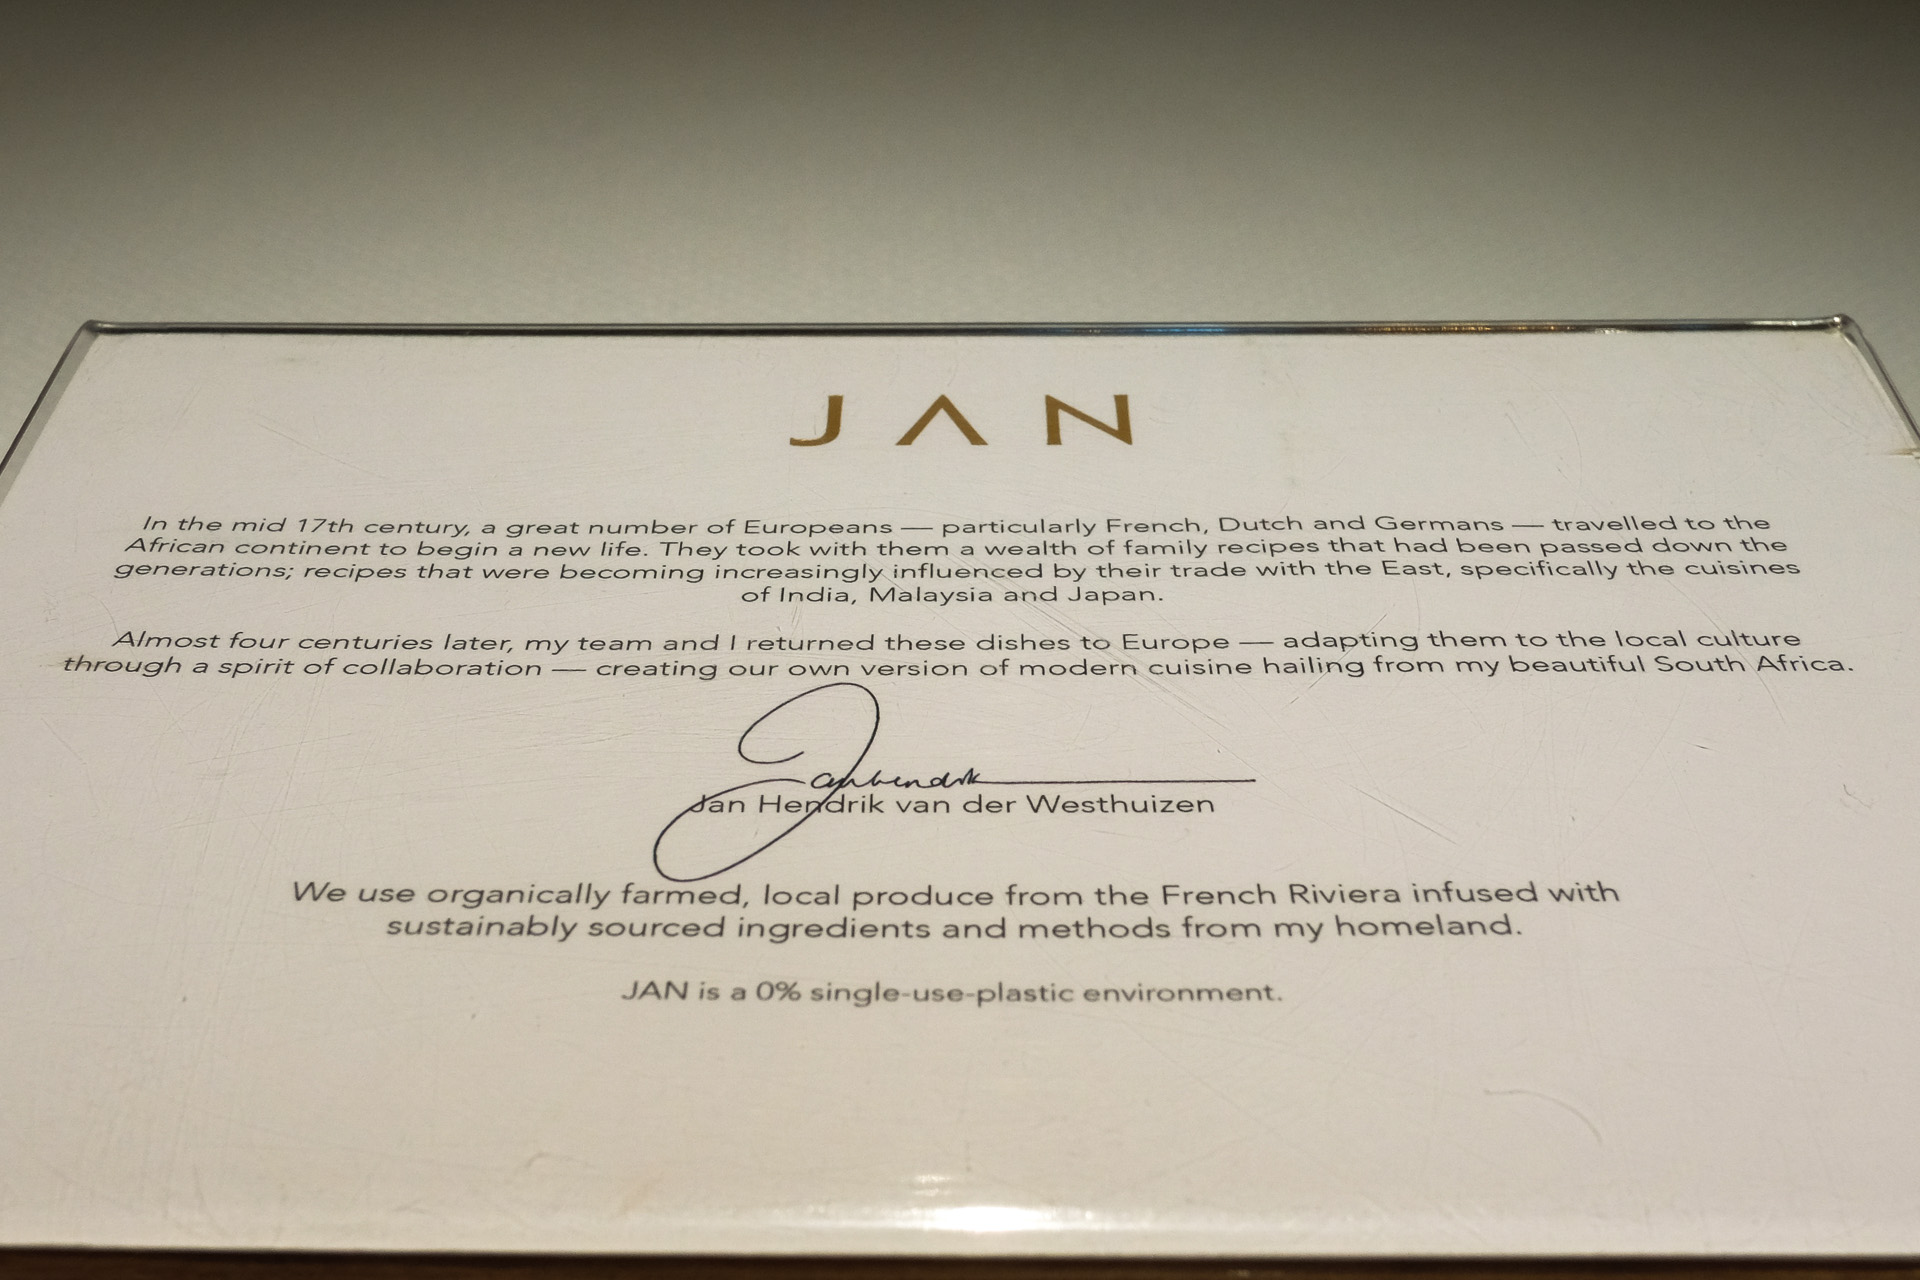 JAN
In the mid 17th century, a great number of Europeans — particularly French, Dutch and Germans — travelled to the
African continent to begin a new life. They took with them a wealth of family recipes that had been passed down the
generations; recipes that were becoming increasingly influenced by their trade with the East, specifically the cuisines
of India, Malaysia and Japan.
Almost four centuries later, my team and I returned these dishes to Europe — adapting them to the local culture
through a spirit of collaboration — creating our own version of modern cuisine hailing from my beautiful South Africa.
Janhendrik
Jan Hendrik van der Westhuizen
We use organically farmed, local produce from the French Riviera infused with
sustainably sourced ingredients and methods from my homeland.
JAN is a 0% single-use-plastic environment.